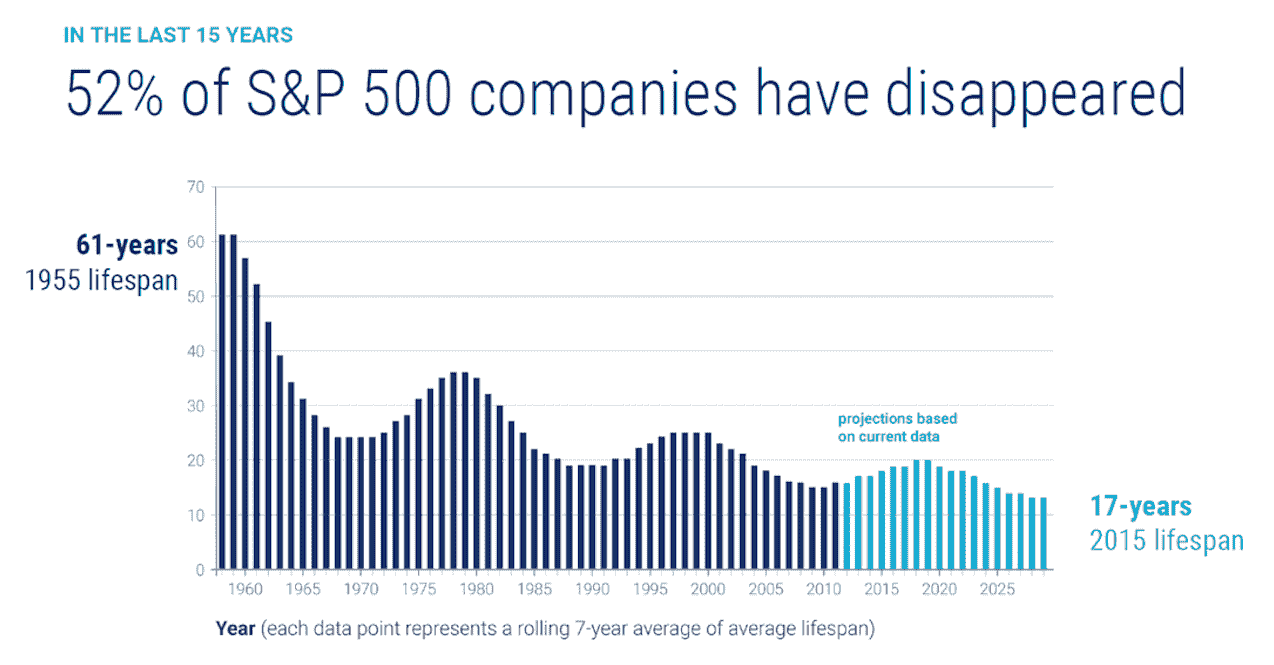 IN THE LAST 15 YEARS
52% of S&P 500 companies have disappeared
70
61-years
60
1955 lifespan
50
40
30
projections based
on current data
20
17-years
10
2015 lifespan
0
1960 1965 1970 1975 1980 1985 1990 1995 2000 2005 2010 2015 2020 2025
Year (each data point represents a rolling 7-year average of average lifespan)